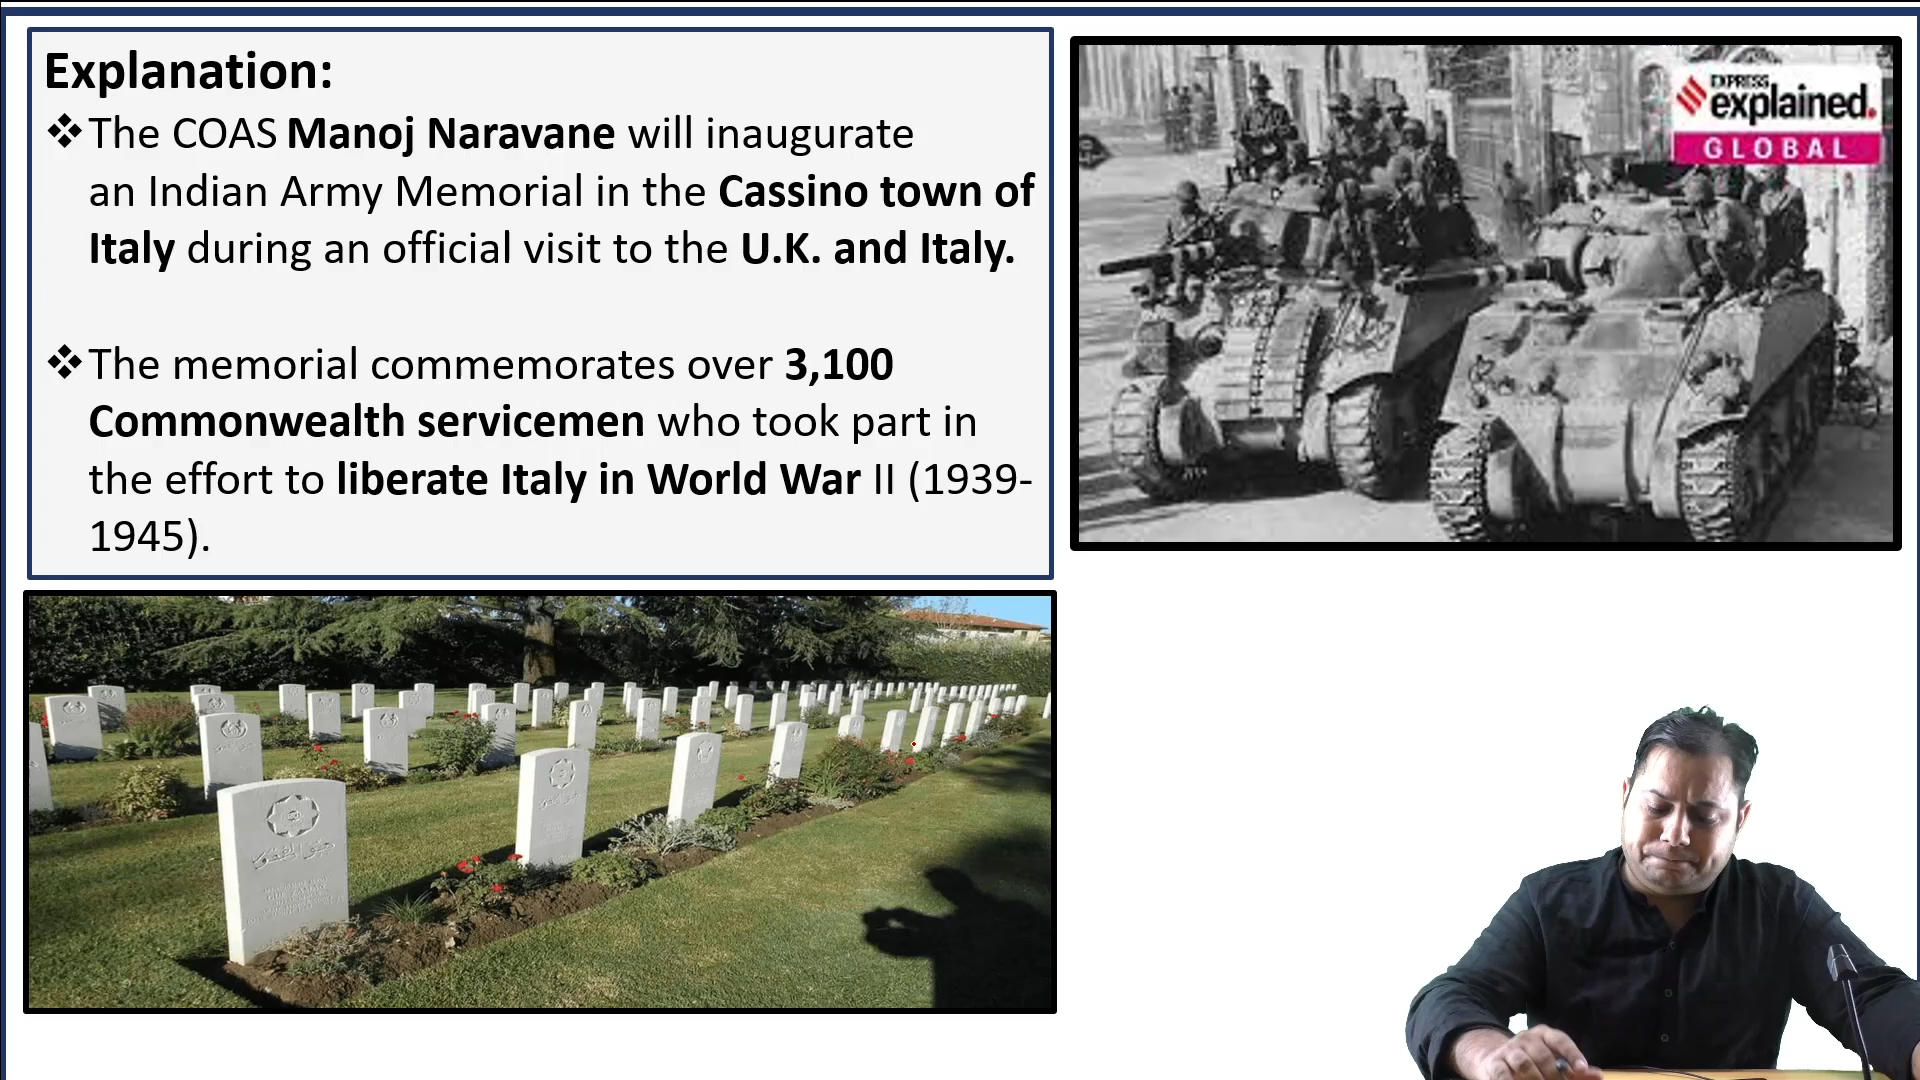 Explanation:
❖The COAS Manoj Naravane will inaugurate
an Indian Army Memorial in the Cassino town of
Italy during an official visit to the U.K. and Italy.
❖The memorial commemorates over 3,100
Commonwealth servicemen who took part in
the effort to liberate Italy in World War II (1939-
1945).
EXPRESS
explained.
GLOBAL